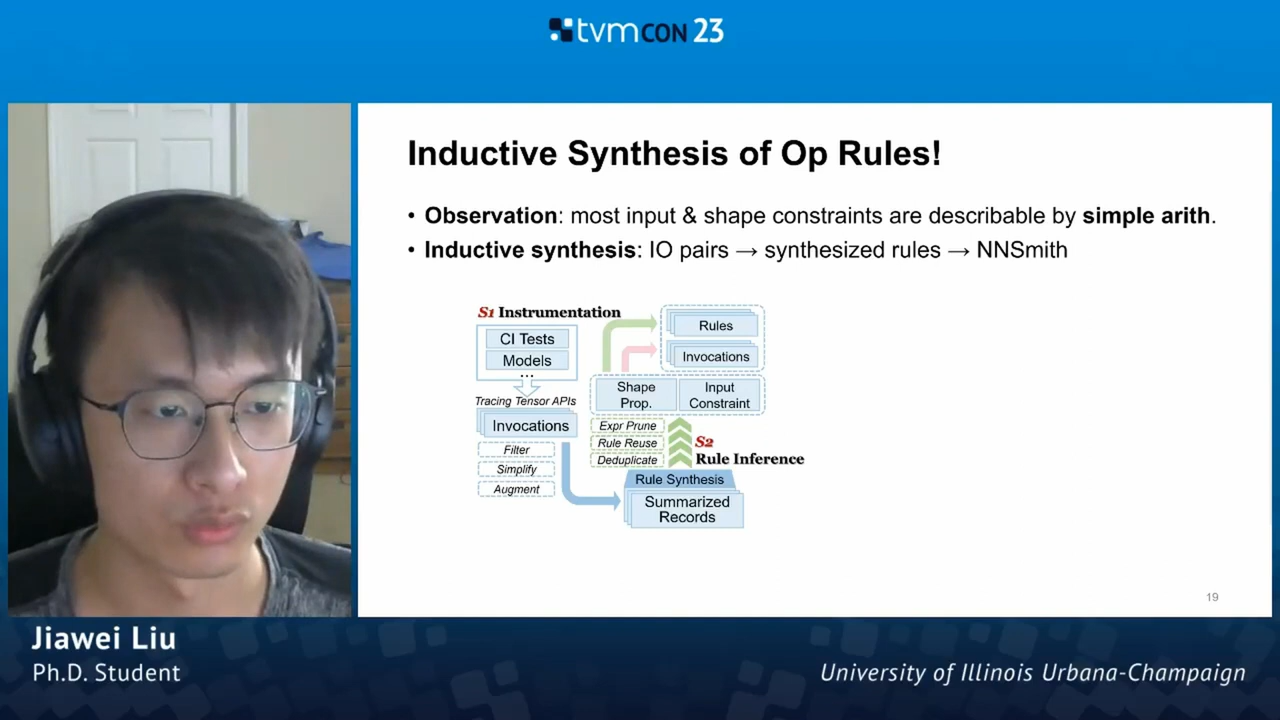 tvmcon 23
Inductive Synthesis of Op Rules!
• Observation: most input & shape constraints are describable by simple arith.
• Inductive synthesis: IO pairs → synthesized rules → NNSmith
S1 Instrumentation
CI Tests
Models
...
Tracing Tensor APIs
Invocations
Filter
Simplify
Augment
Rules
Invocations
Shape
Prop.
Input
Constraint
Expr Prune
Rule Reuse
Deduplicate
S2
Rule Inference
Rule Synthesis
Summarized
Records
19
Jiawei Liu
Ph.D. Student
University of Illinois Urbana-Champaign